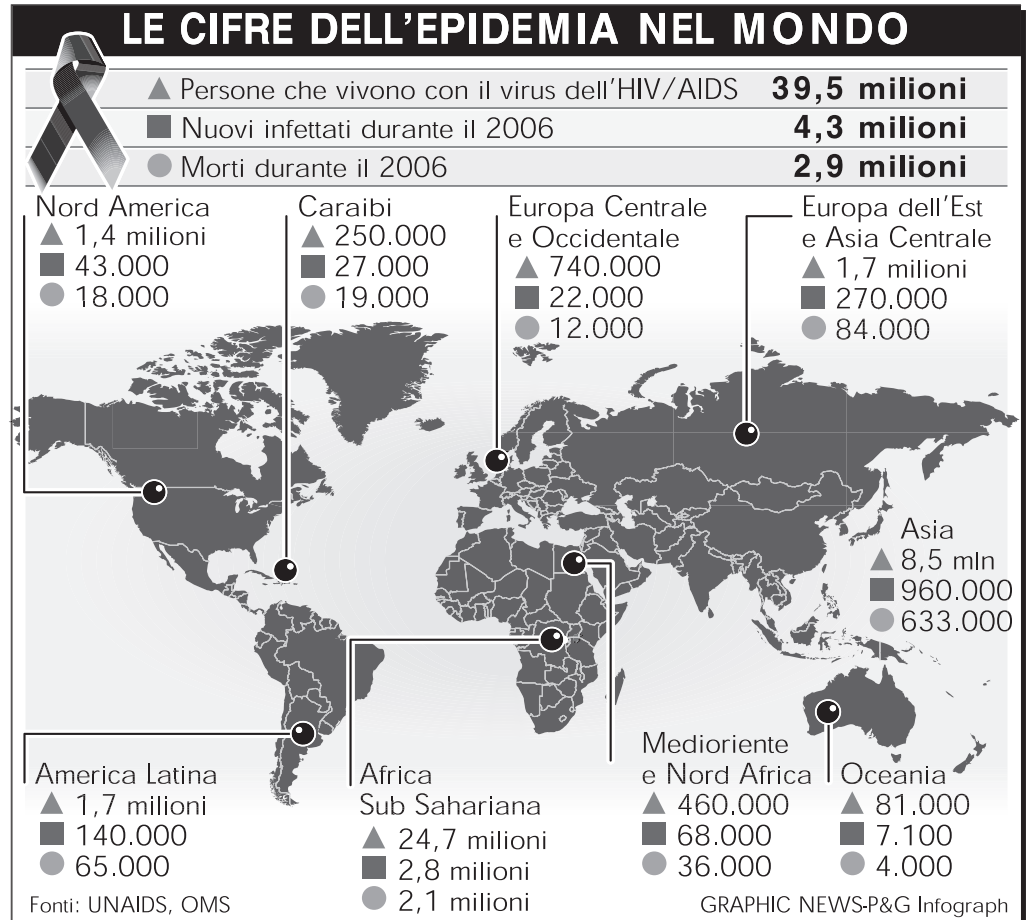 LE CIFRE DELL'EPIDEMIA NEL MONDO
Persone che vivono con il virus dell'HIV/AIDS 39,5 milioni
Nuovi infettati durante il 2006 4,3 milioni
Morti durante il 2006 2,9 milioni
Nord America
1,4 milioni
43.000
18.000
Caraibi
250.000
27.000
19.000
Europa Centrale
e Occidentale
740.000
22.000
12.000
Europa dell'Est
e Asia Centrale
1,7 milioni
270.000
84.000
Asia
8,5 mln
960.000
633.000
America Latina
1,7 milioni
140.000
65.000
Africa
Sub Sahariana
24,7 milioni
2,8 milioni
2,1 milioni
Medioriente
e Nord Africa
460.000
68.000
36.000
Oceania
81.000
7.100
4.000
Fonti: UNAIDS, OMS
GRAPHIC NEWS-P&G Infograph